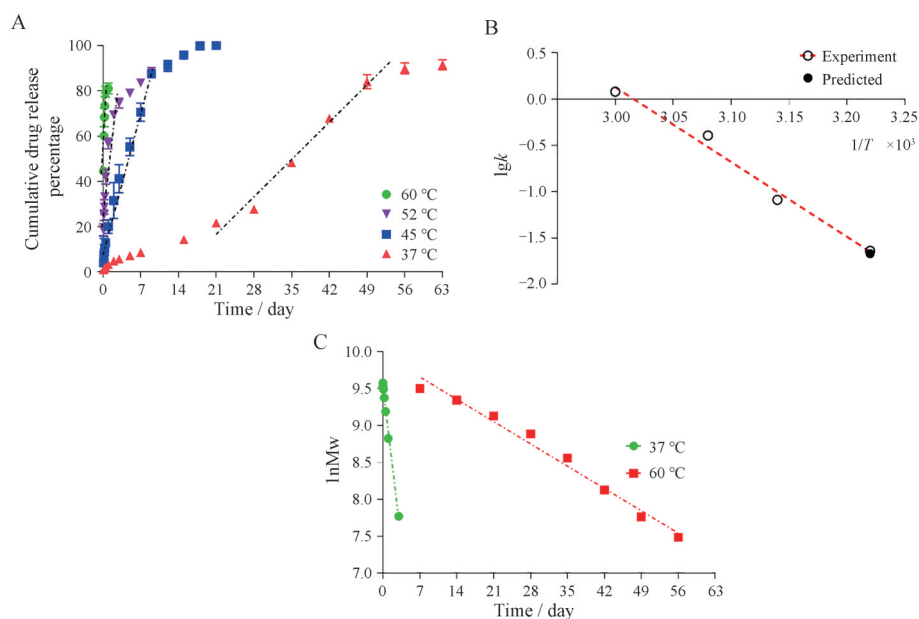 A
Cumulative drug release
percentage
100
80
60
40
20
0
60 ℃
52 ℃
45 ℃
37 ℃
0 7 14 21 28 35 42 49 56 63
Time / day
B
lgk
0.5
0.0
−0.5
−1.0
−1.5
−2.0
Experiment
Predicted
3.00 3.05 3.10 3.15 3.20 3.25
1/T ×10³
C
1nMw
10.0
9.5
9.0
8.5
8.0
7.5
7.0
37 ℃
60 ℃
0 7 14 21 28 35 42 49 56 63
Time / day